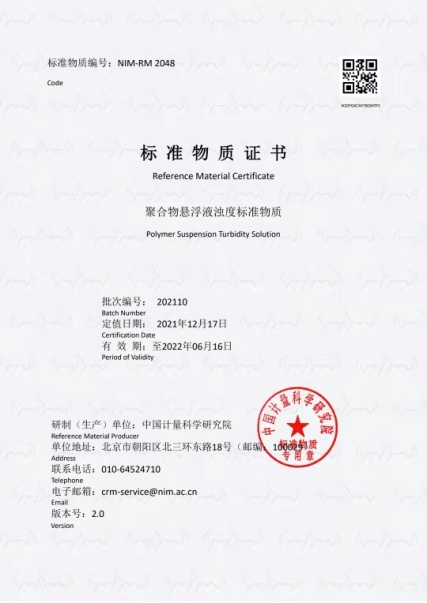 标准物质编号：NIM-RM 2048
Code
标准物质证书
Reference Material Certificate
聚合物悬浮液浊度标准物质
Polymer Suspension Turbidity Solution
批次编号： 202110
Batch Number
定值日期： 2021年12月17日
Certification Date
有 效 期：至2022年06月16日
Period of Validity
研制（生产）单位：中国计量科学研究院
Reference Material Producer
单位地址：北京市朝阳区北三环东路18号（邮编：100029）
Address
联系电话：010-64524710
Telephone
电子邮箱：crm-service@nim.ac.cn
Email
版本号：2.0
Version
中国计量科学研究院
标准物质
专用章